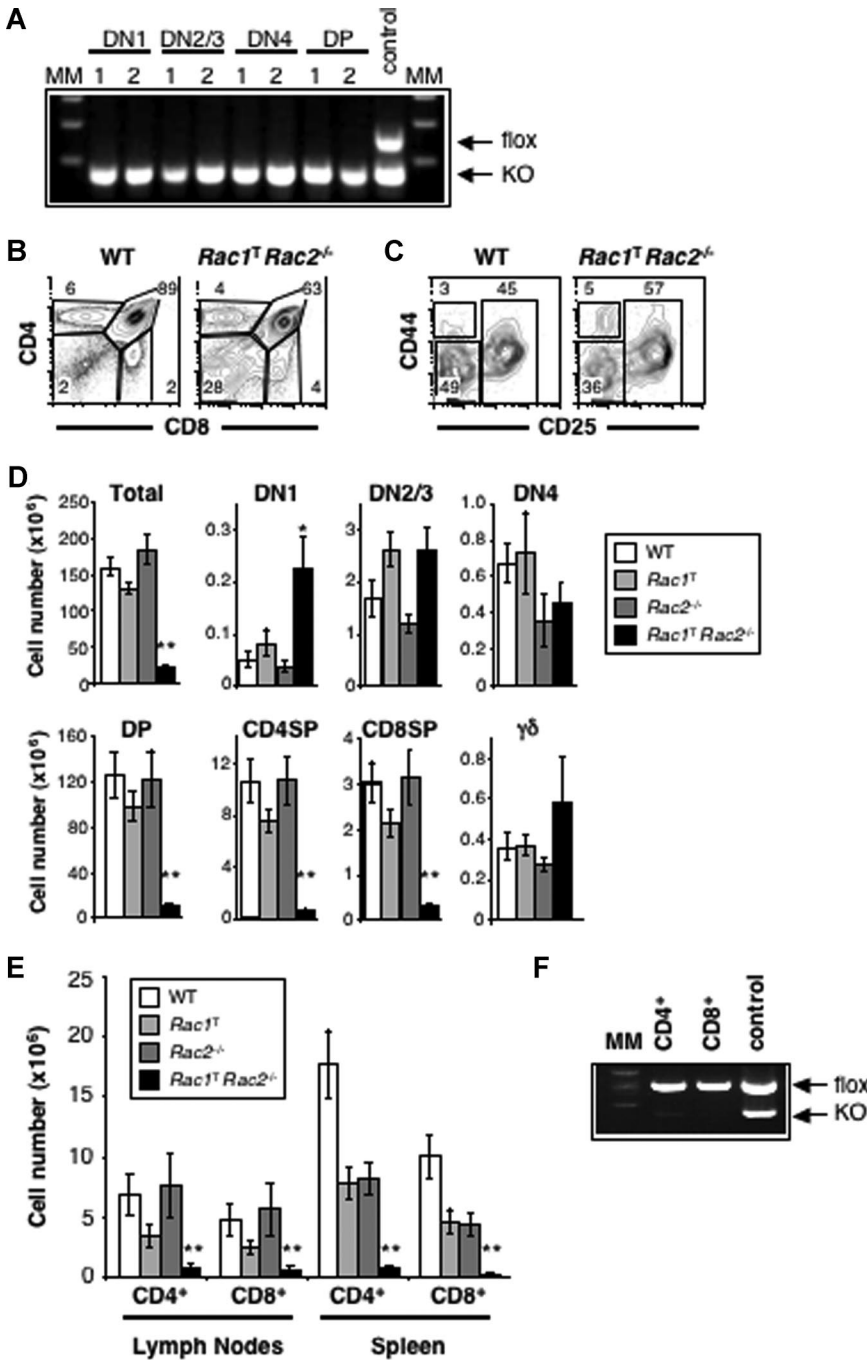 A
DN1 DN2/3 DN4 DP control
MM 1 2 1 2 1 2 1 2 MM
flox
KO
B
WT Rac1ᵀ Rac2⁻/⁻
6 89 4 63
2 2 28 4
CD4
CD8
C
WT Rac1ᵀ Rac2⁻/⁻
3 45 5 57
49 36
CD44
CD25
D
Total DN1 DN2/3 DN4
Cell number (x10⁶)
250 200 150 100 50 0
**
0.3 0.2 0.1 0
*
3 2 1 0
1.0 0.8 0.6 0.4 0.2 0
WT
Rac1ᵀ
Rac2⁻/⁻
Rac1ᵀ Rac2⁻/⁻
DP CD4SP CD8SP γδ
Cell number (x10⁶)
160 120 80 40 0
**
12 8 4 0
**
4 3 2 1 0
**
0.8 0.6 0.4 0.2 0
E
Cell number (x10⁶)
25 20 15 10 5 0
WT
Rac1ᵀ
Rac2⁻/⁻
Rac1ᵀ Rac2⁻/⁻
** ** ** **
CD4⁺ CD8⁺ CD4⁺ CD8⁺
Lymph Nodes Spleen
F
MM CD4⁺ CD8⁺ control
flox
KO